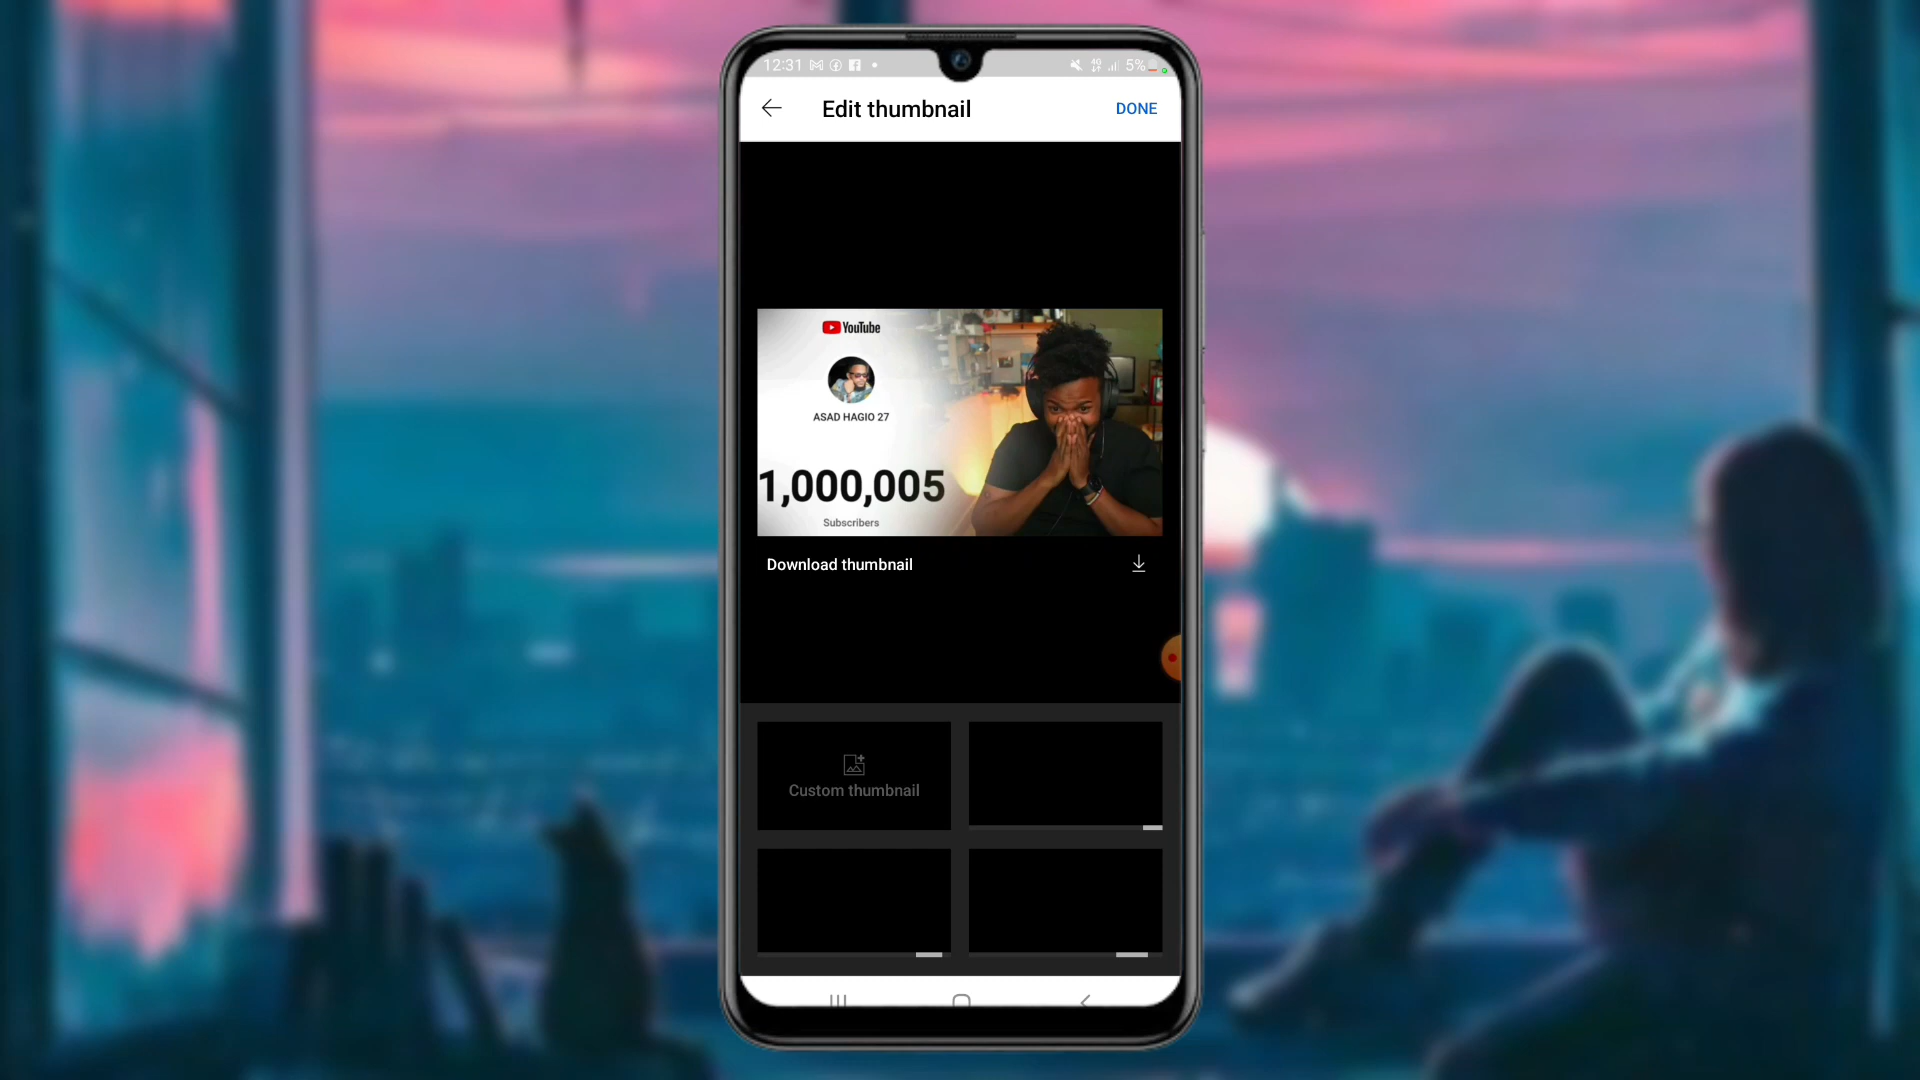 12:31 5%
Edit thumbnail DONE
YouTube
ASAD HAGIO 27
1,000,005
Subscribers
Download thumbnail
Custom thumbnail